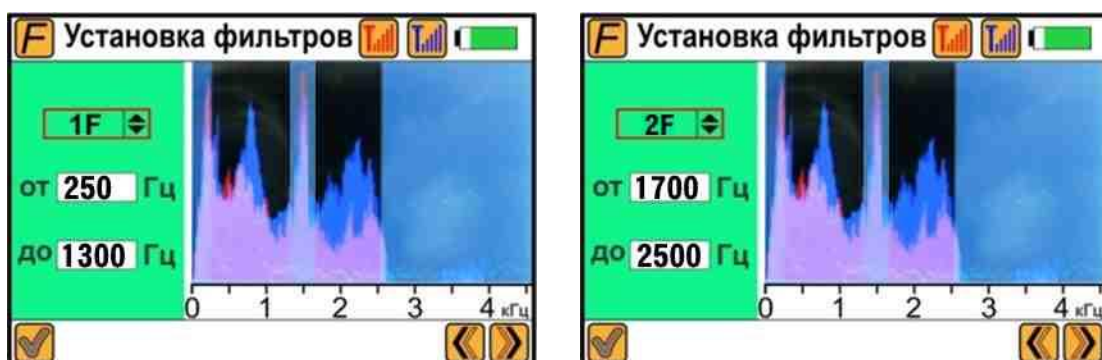 F Установка фильтров
1F
от 250 Гц
до 1300 Гц
0 1 2 3 4 кГц
F Установка фильтров
2F
от 1700 Гц
до 2500 Гц
0 1 2 3 4 кГц